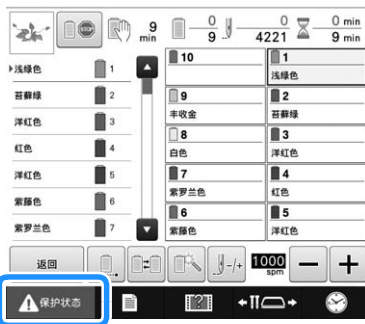 9 min
0 9
0 4221
0 min 9 min
浅绿色 1
苔藓绿 2
洋红色 3
红色 4
洋红色 5
紫藤色 6
紫罗兰色 7
10
1 浅绿色
9 丰收金
2 苔藓绿
8 白色
3 洋红色
7 紫罗兰色
4 红色
6 紫藤色
5 洋红色
返回
-/+
1000 spm
保护状态